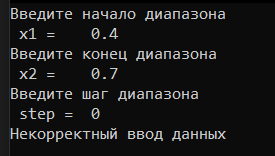 Введите начало диапазона
x1 =    0.4
Введите конец диапазона
x2 =    0.7
Введите шаг диапазона
step =  0
Некорректный ввод данных